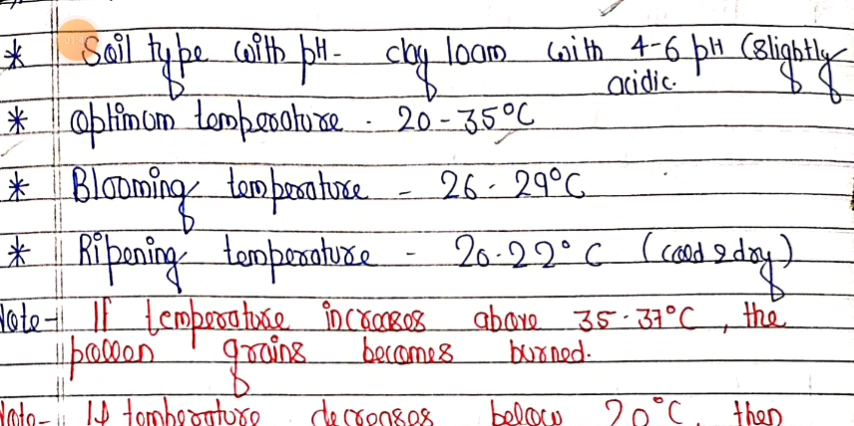 * Soil type with pH - clay loam with 4-6 pH (slightly
acidic.
* Optimum temperature - 20-35°C
* Blooming temperature - 26-29°C
* Ripening temperature - 20-22°C (cool & dry)
Note- If temperature increases above 35-37°C, the
pollen grains becomes burned.
Note- If temperature decreases below 20°C, then